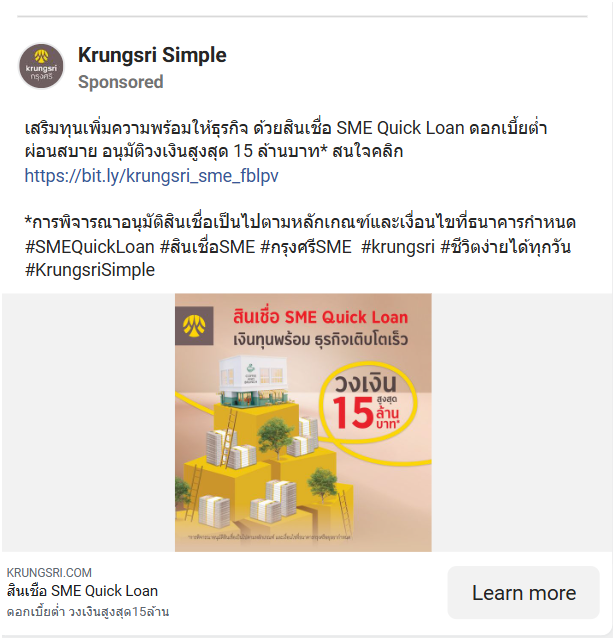 krungsri
กรุงศรี
Krungsri Simple
Sponsored
เสริมทุนเพิ่มความพร้อมให้ธุรกิจ ด้วยสินเชื่อ SME Quick Loan ดอกเบี้ยต่ำ
ผ่อนสบาย อนุมัติวงเงินสูงสุด 15 ล้านบาท* สนใจคลิก
https://bit.ly/krungsri_sme_fblpv
*การพิจารณาอนุมัติสินเชื่อเป็นไปตามหลักเกณฑ์และเงื่อนไขที่ธนาคารกำหนด
#SMEQuickLoan #สินเชื่อSME #กรุงศรีSME #krungsri #ชีวิตง่ายได้ทุกวัน
#KrungsriSimple
สินเชื่อ SME Quick Loan
เงินทุนพร้อม ธุรกิจเติบโตเร็ว
วงเงิน
สูงสุด
15 ล้าน
บาท*
KRUNGSRI.COM
สินเชื่อ SME Quick Loan
ดอกเบี้ยต่ำ วงเงินสูงสุด15ล้าน
Learn more